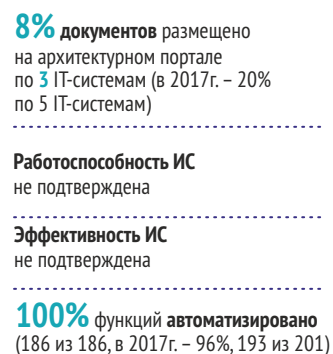 8% документов размещено
на архитектурном портале
по 3 IT-системам (в 2017г. – 20%
по 5 IT-системам)
Работоспособность ИС
не подтверждена
Эффективность ИС
не подтверждена
100% функций автоматизировано
(186 из 186, в 2017г. – 96%, 193 из 201)